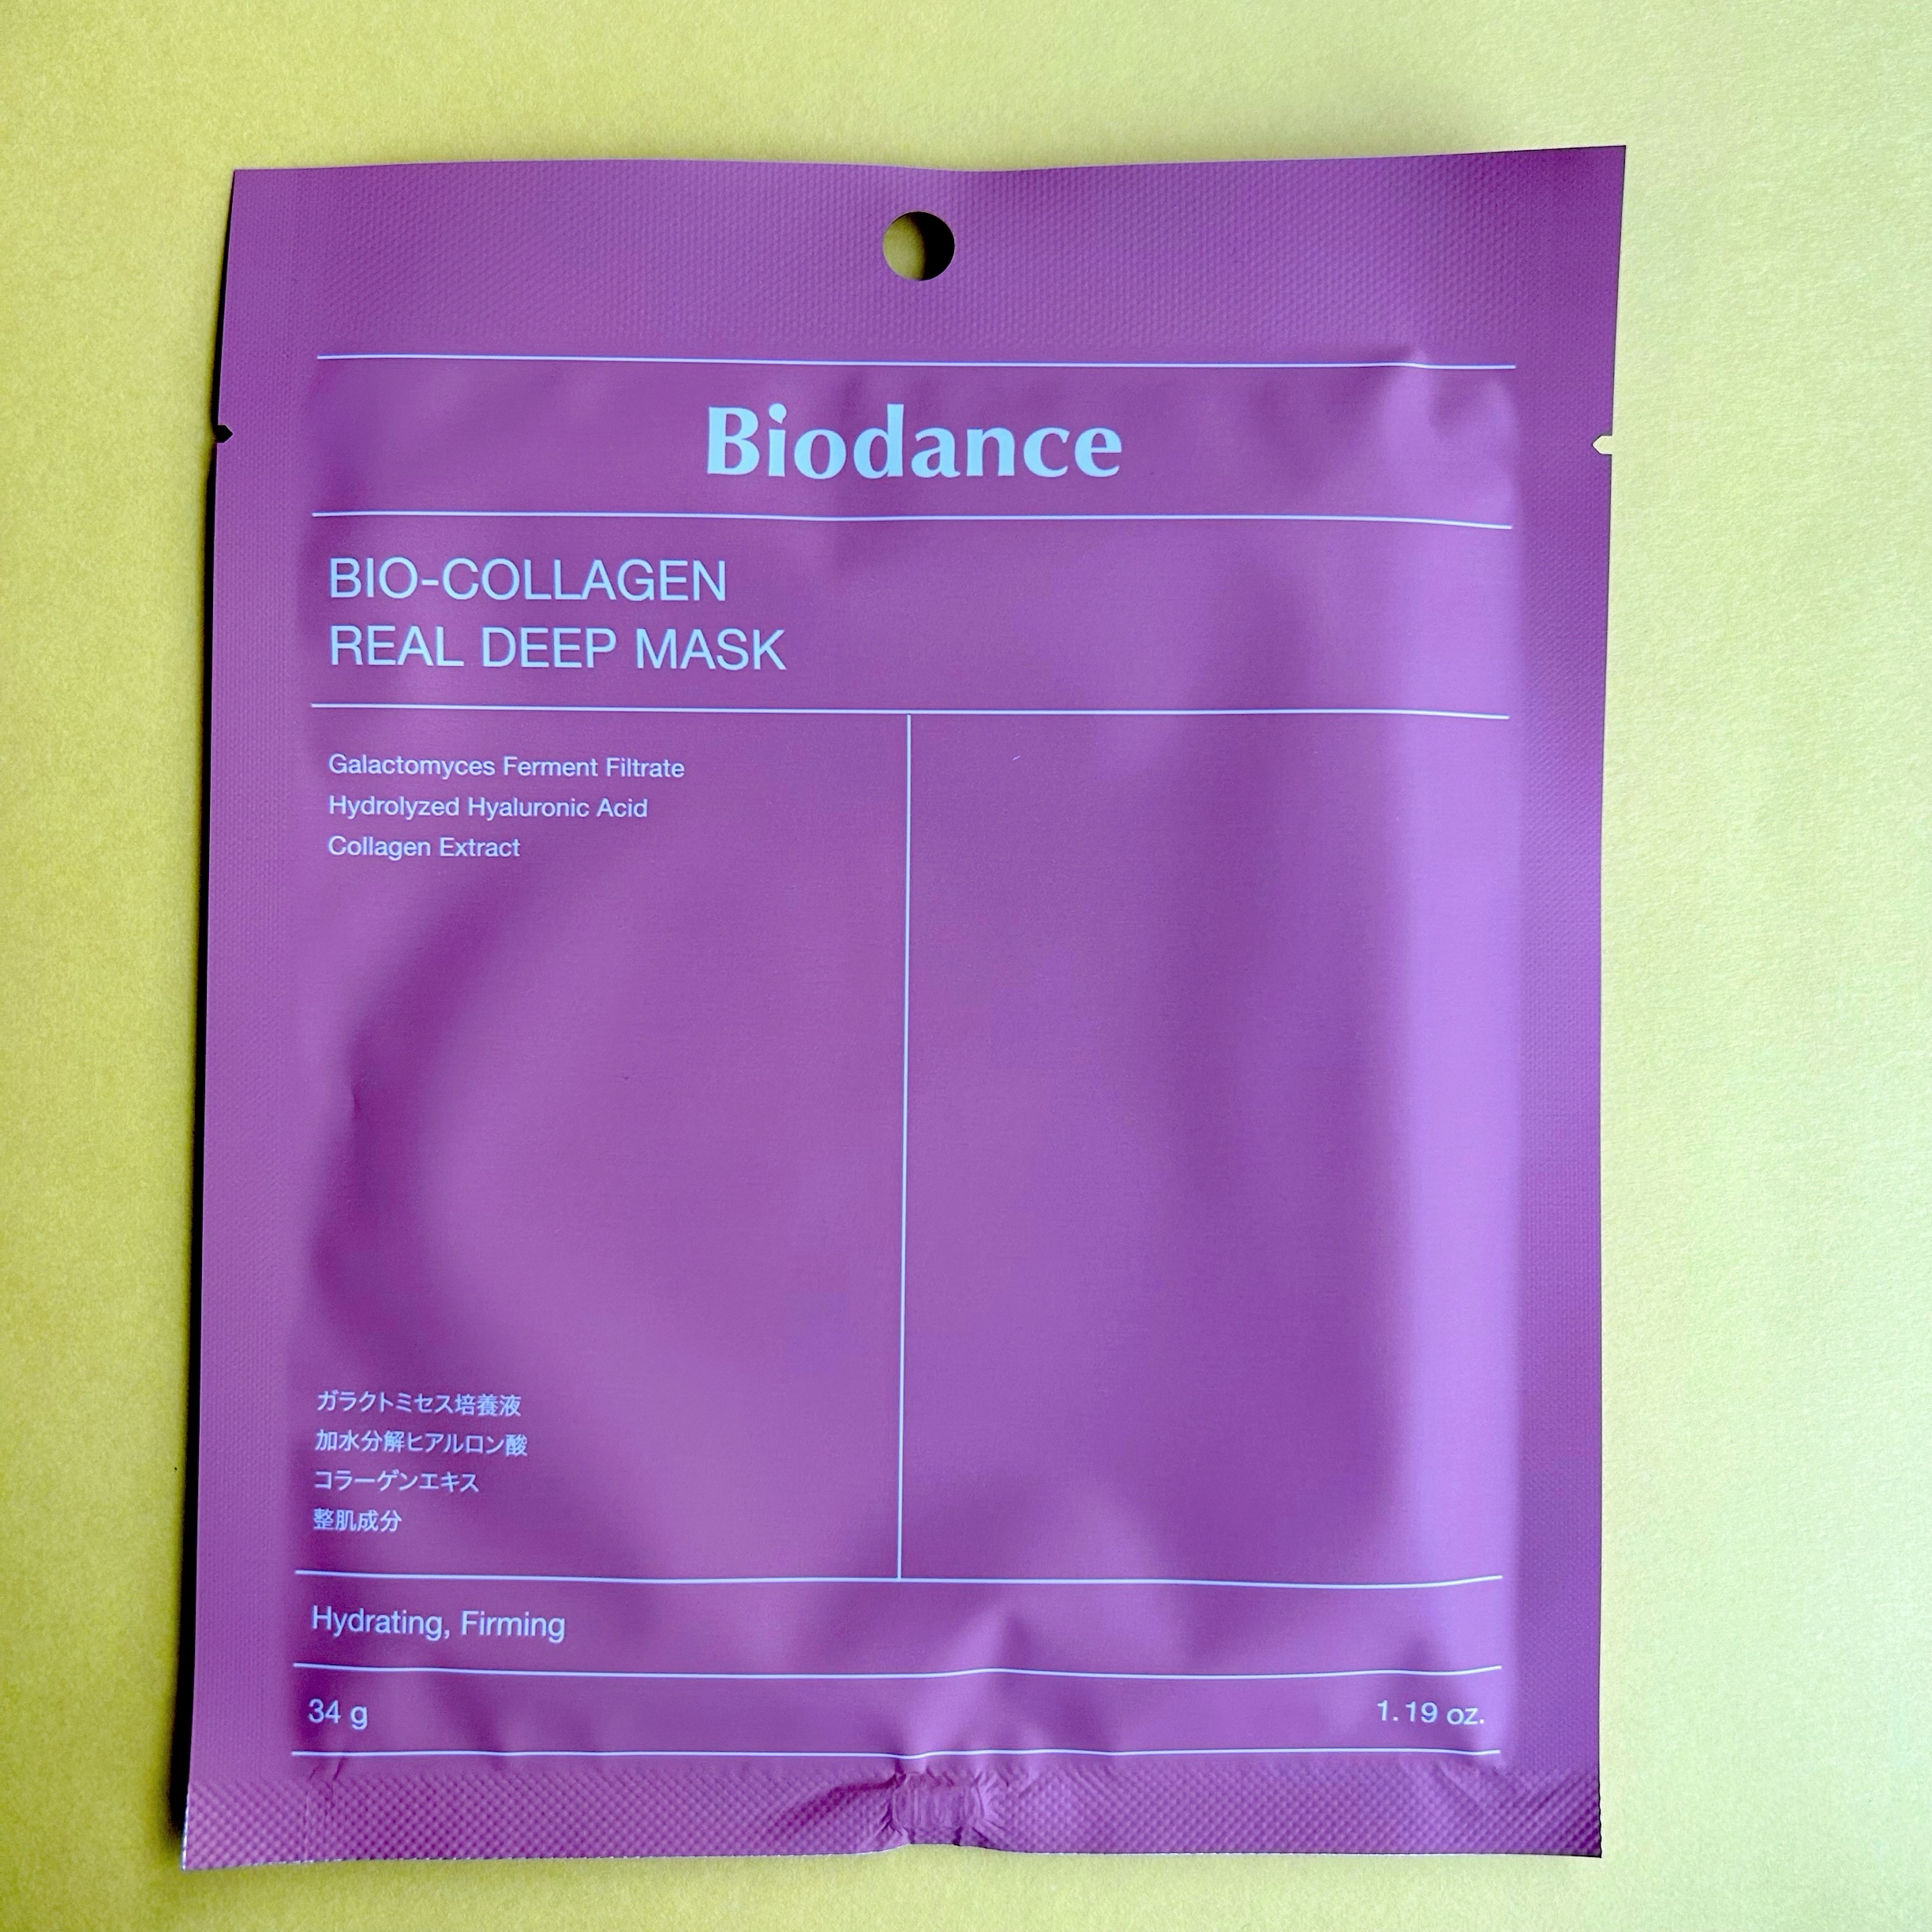 Biodance
BIO-COLLAGEN
REAL DEEP MASK
Galactomyces Ferment Filtrate
Hydrolyzed Hyaluronic Acid
Collagen Extract
ガラクトミセス培養液
加水分解ヒアルロン酸
コラーゲンエキス
整肌成分
Hydrating, Firming
34 g
1.19 oz.